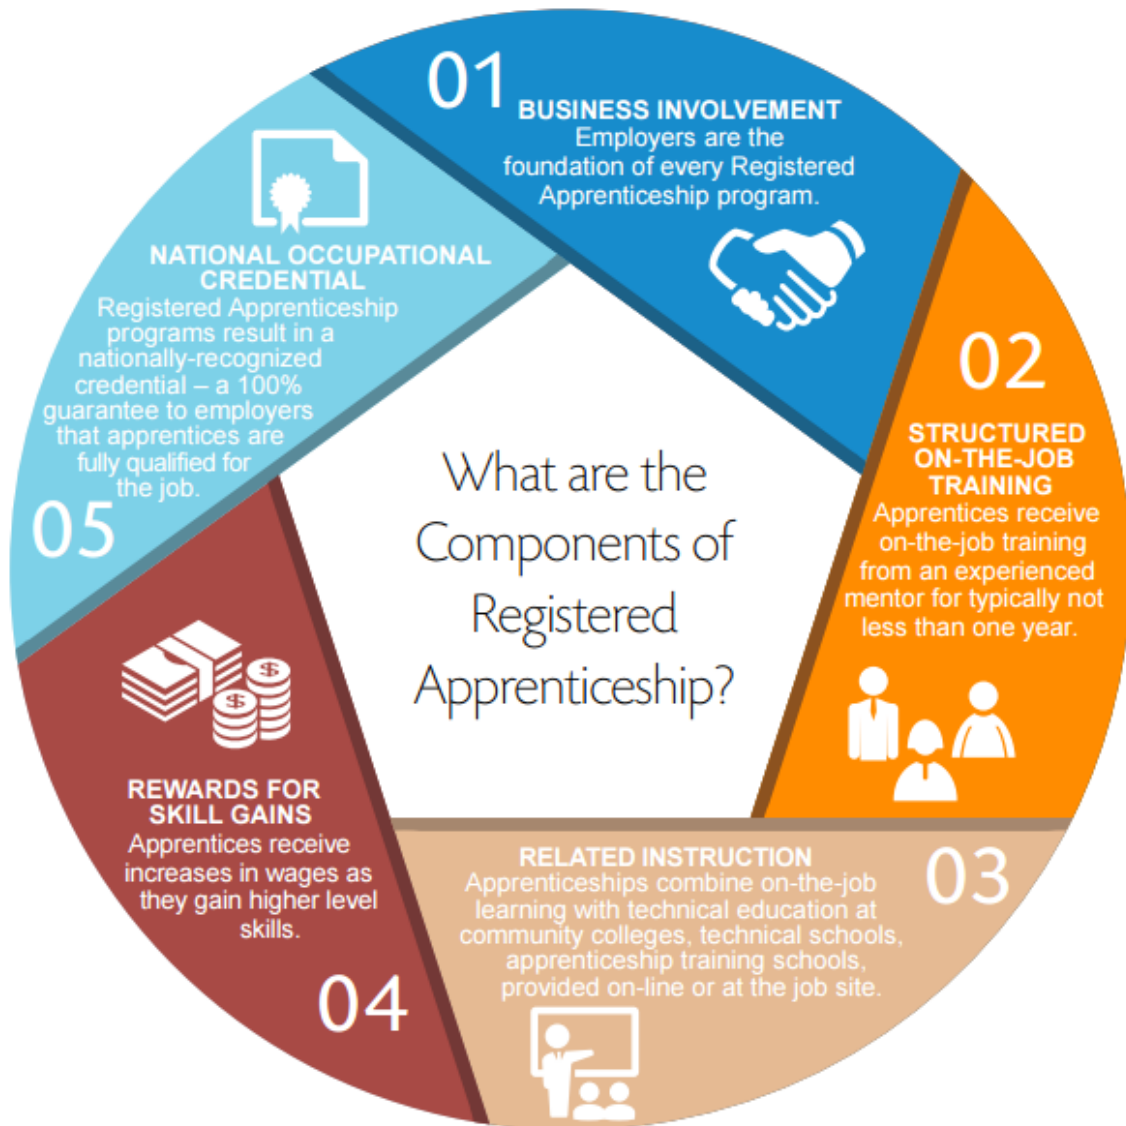 What are the
Components of
Registered
Apprenticeship?
01
BUSINESS INVOLVEMENT
Employers are the
foundation of every Registered
Apprenticeship program.
02
STRUCTURED
ON-THE-JOB
TRAINING
Apprentices receive
on-the-job training
from an experienced
mentor for typically not
less than one year.
03
RELATED INSTRUCTION
Apprenticeships combine on-the-job
learning with technical education at
community colleges, technical schools,
apprenticeship training schools,
provided on-line or at the job site.
04
REWARDS FOR
SKILL GAINS
Apprentices receive
increases in wages as
they gain higher level
skills.
$
$
05
NATIONAL OCCUPATIONAL
CREDENTIAL
Registered Apprenticeship
programs result in a
nationally-recognized
credential – a 100%
guarantee to employers
that apprentices are
fully qualified for
the job.